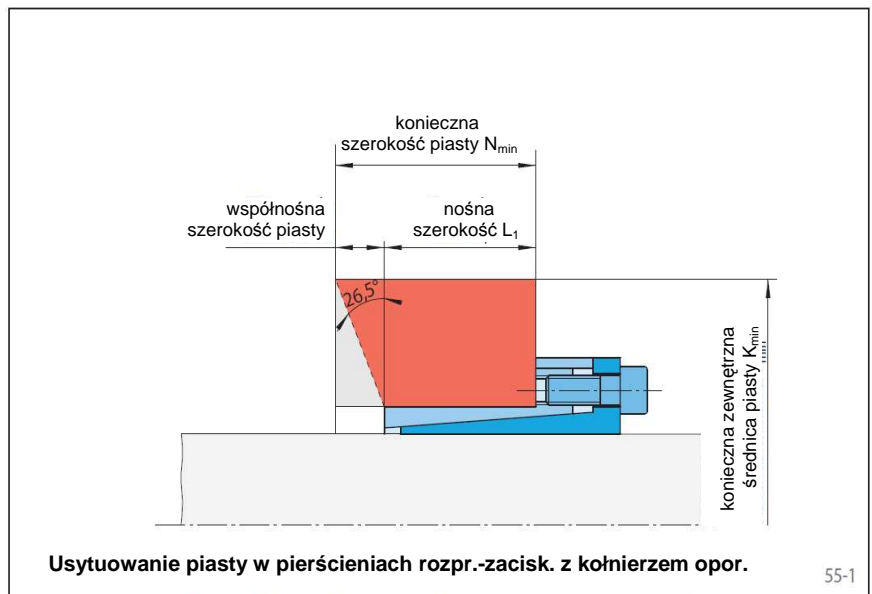 konieczna
szerokość piasty Nmin
współnośna
szerokość piasty
nośna
szerokość L1
26,5°
konieczna zewnętrzna
średnica piasty Kmin
Usytuowanie piasty w pierścieniach rozpr.-zacisk. z kołnierzem opor.
55-1